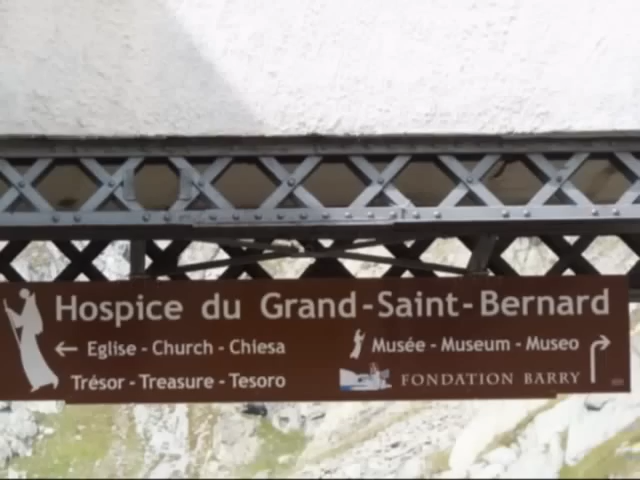 Hospice du Grand-Saint-Bernard
← Eglise - Church - Chiesa
Trésor - Treasure - Tesoro
Musée - Museum - Museo
FONDATION BARRY